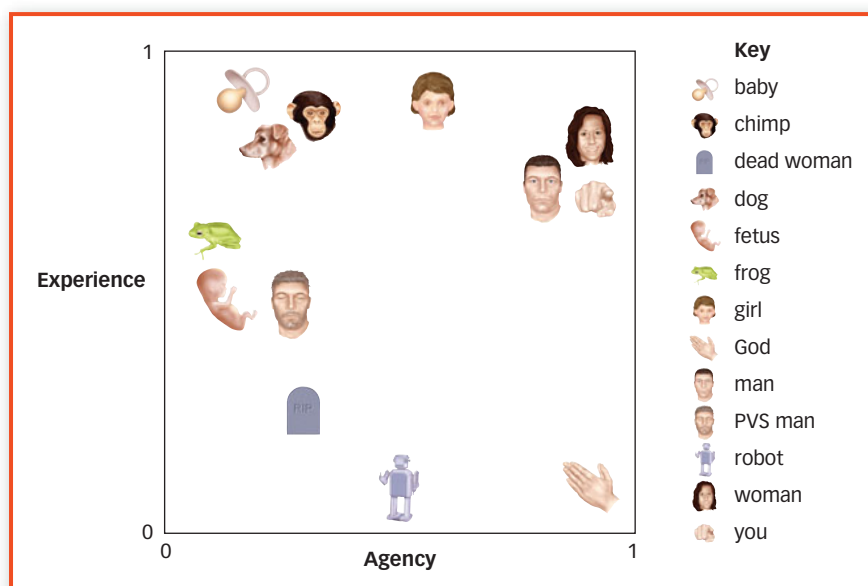 1
Experience
0
0
Agency
1
Key
baby
chimp
dead woman
dog
fetus
frog
girl
God
man
PVS man
robot
woman
you
RIP